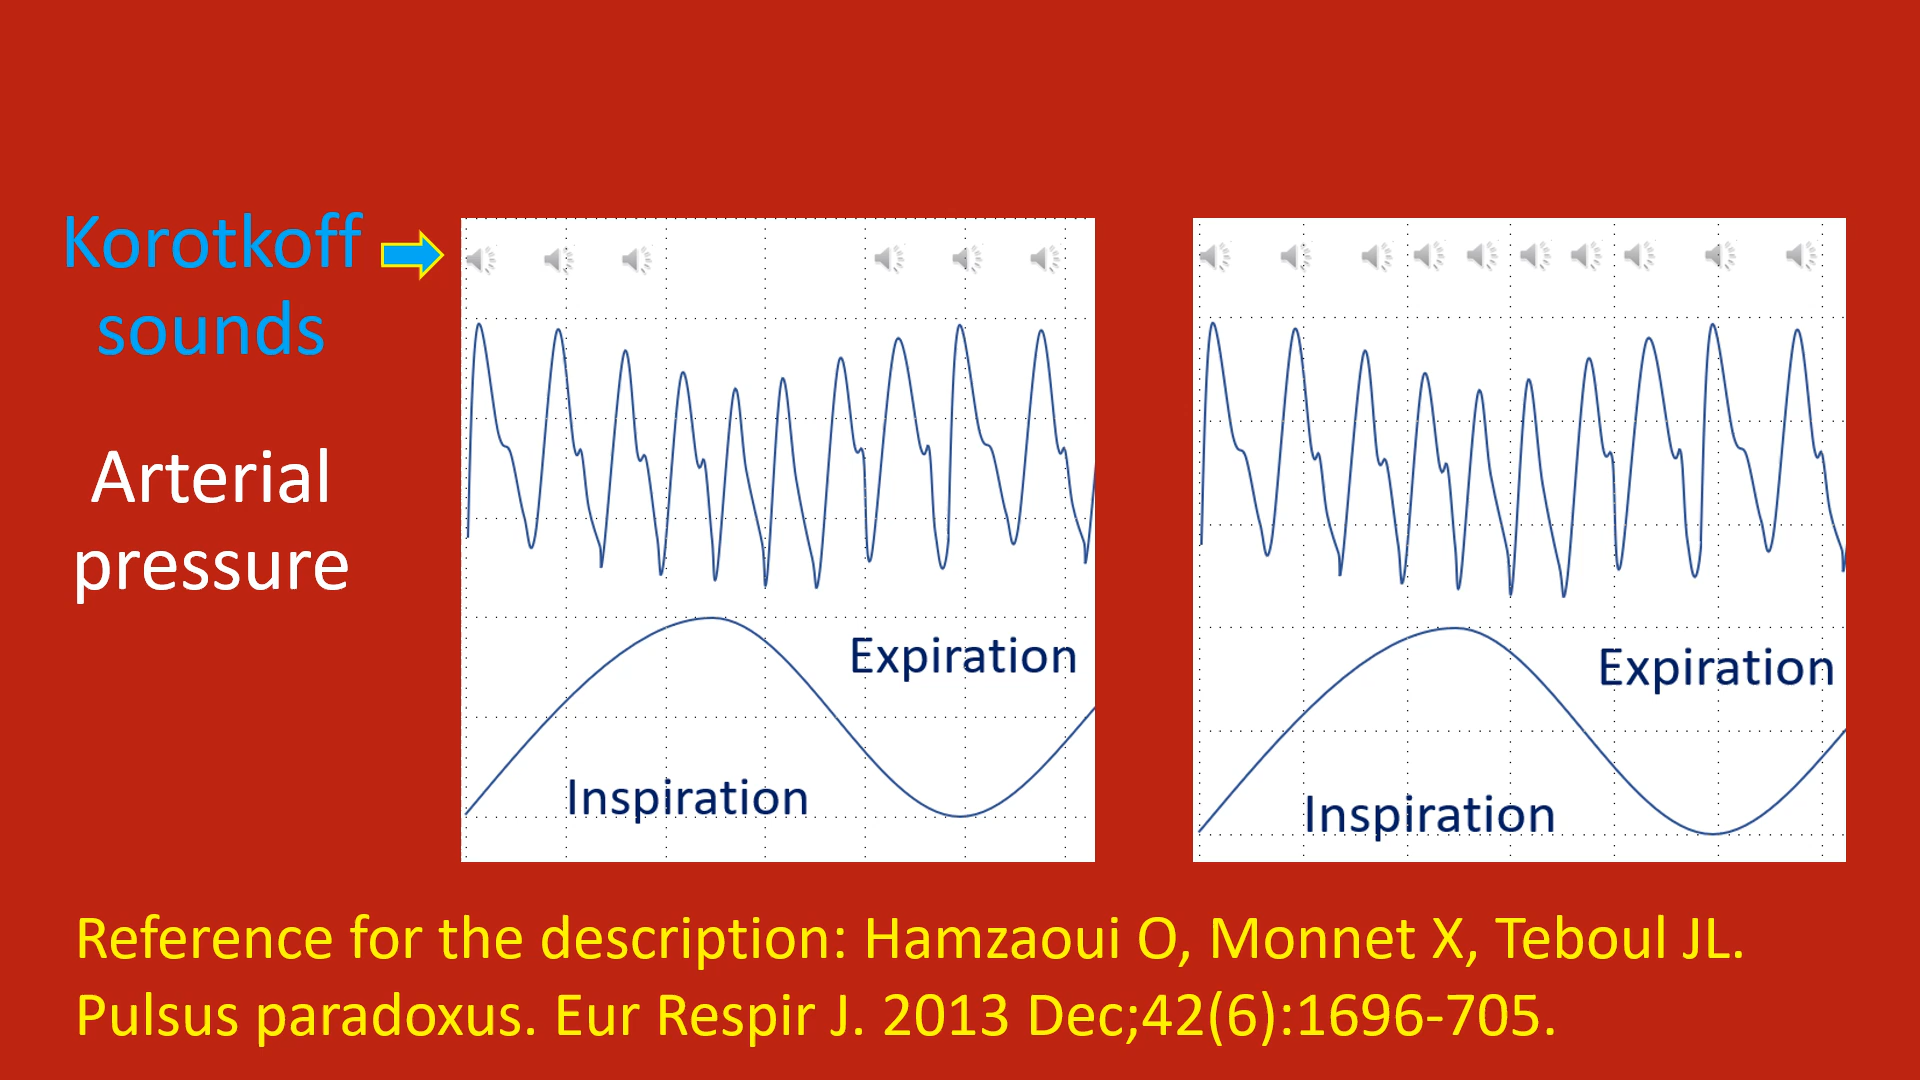 Korotkoff
sounds
Arterial
pressure
Expiration
Inspiration
Expiration
Inspiration
Reference for the description: Hamzaoui O, Monnet X, Teboul JL.
Pulsus paradoxus. Eur Respir J. 2013 Dec;42(6):1696-705.